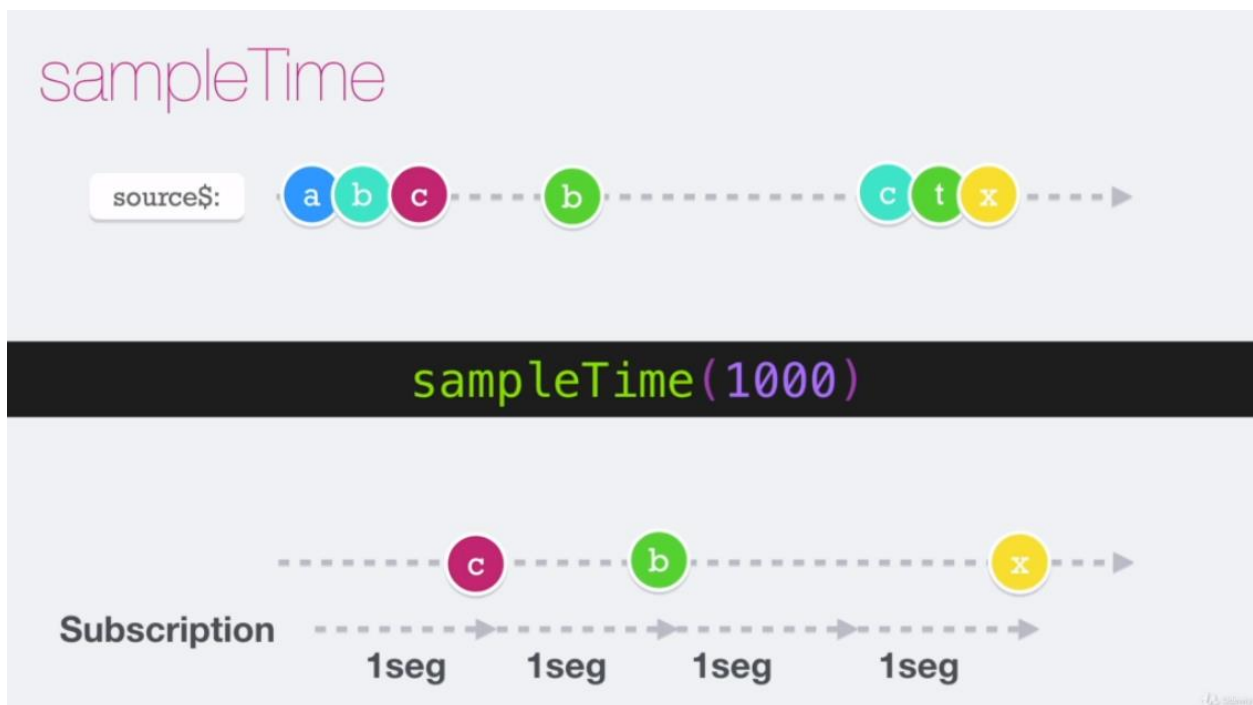 sampleTime
source$: a b c b c t x
sampleTime(1000)
c b x
Subscription
1seg 1seg 1seg 1seg